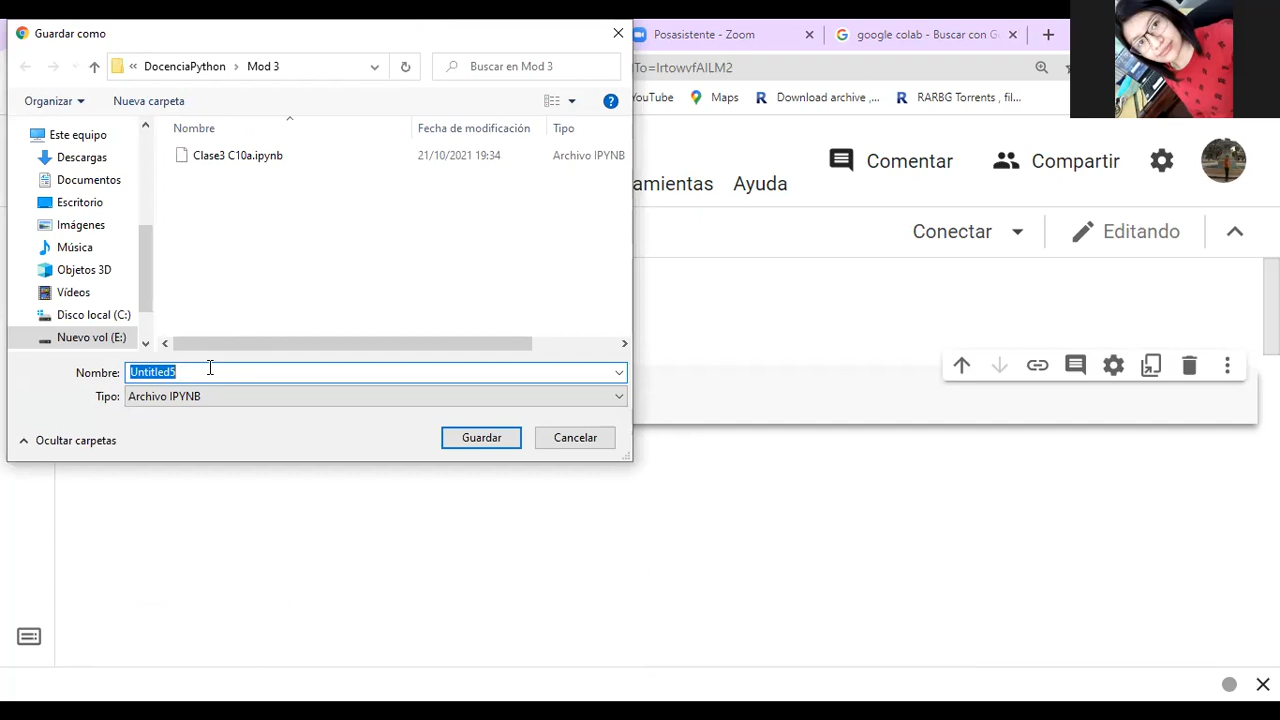 Guardar como
Posasistente - Zoom
google colab - Buscar con G
DocenciaPython
Mod 3
Buscar en Mod 3
To=IrtowvfAILM2
Organizar
Nueva carpeta
YouTube
Maps
Download archive ,...
RARBG Torrents , fil...
Nombre
Fecha de modificación
Tipo
Este equipo
Clase3 C10a.ipynb
21/10/2021 19:34
Archivo IPYNB
Descargas
Documentos
Escritorio
Imágenes
Música
Objetos 3D
Vídeos
Disco local (C:)
Nuevo vol (E:)
Comentar
Compartir
amientas
Ayuda
Conectar
Editando
Nombre:
Untitled5
Tipo:
Archivo IPYNB
Ocultar carpetas
Guardar
Cancelar